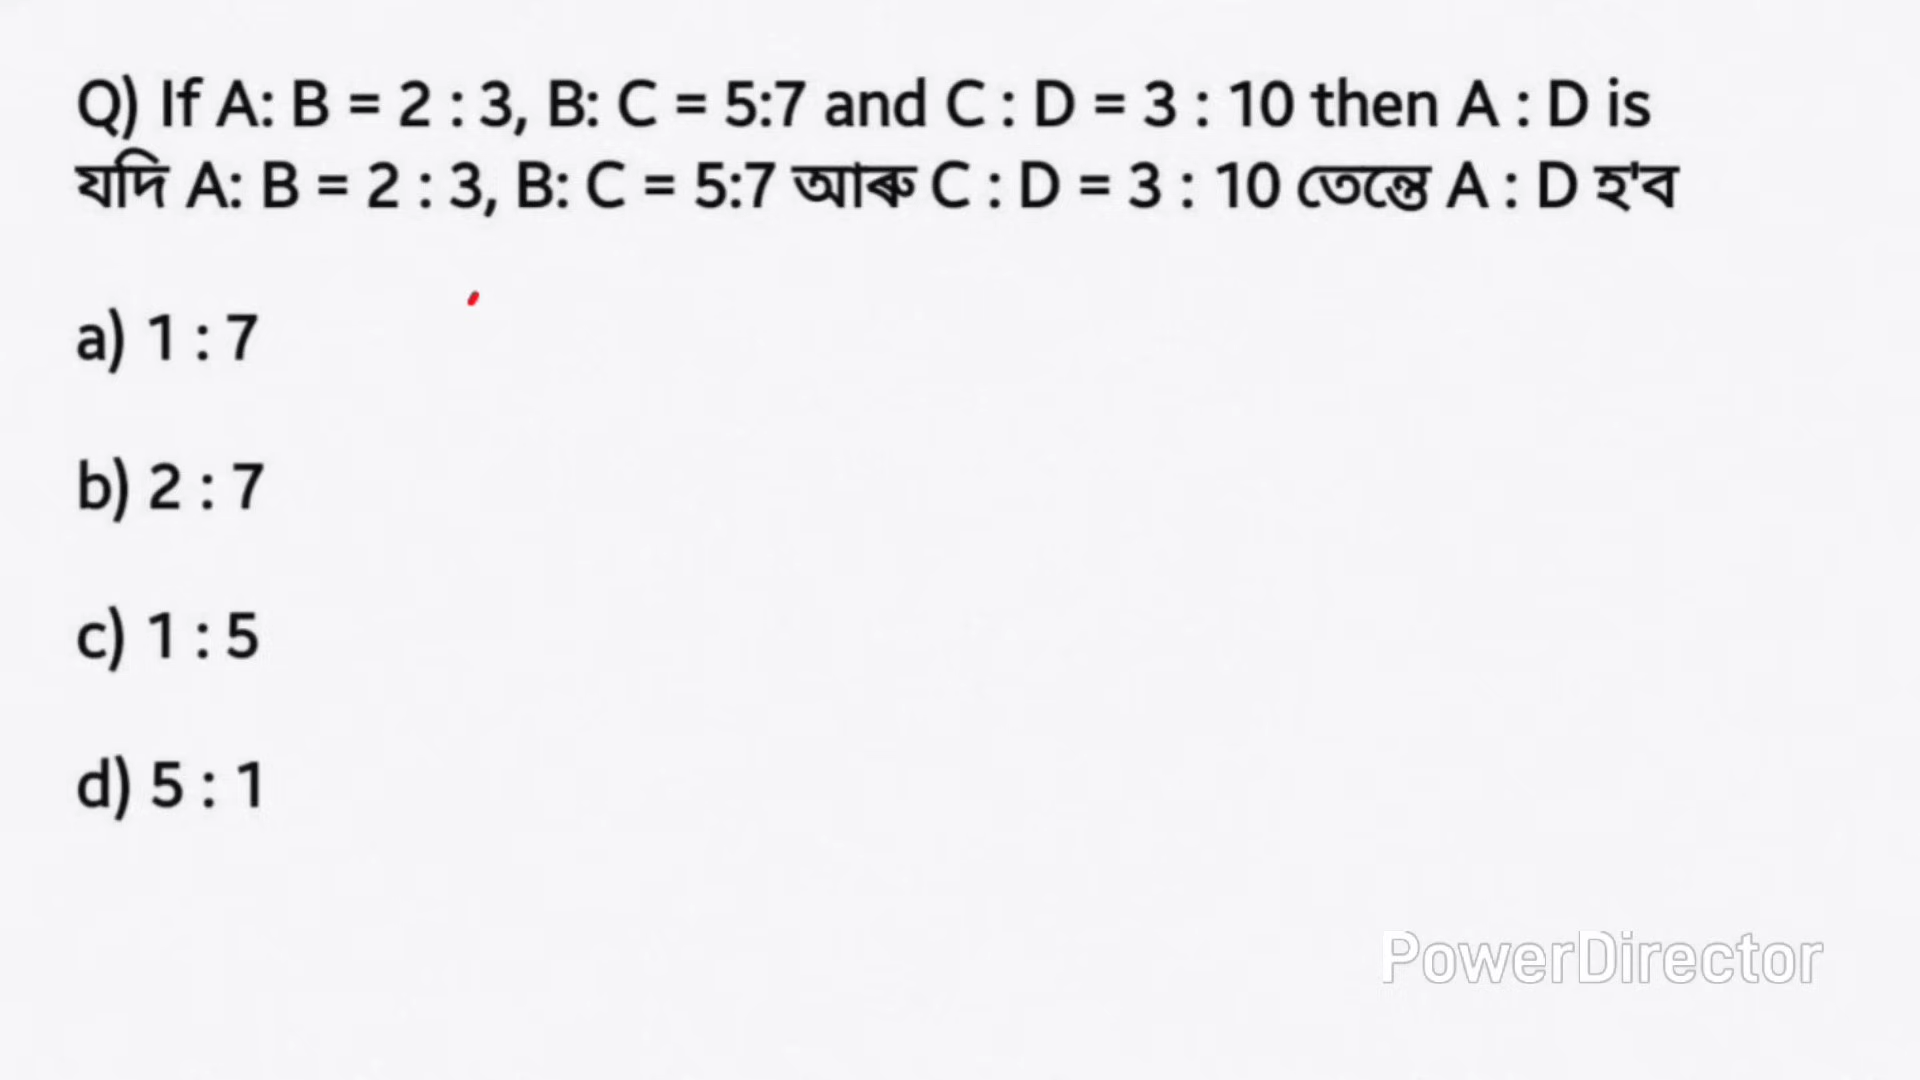 Q) If A: B = 2 : 3, B: C = 5:7 and C : D = 3 : 10 then A : D is
যদি A: B = 2 : 3, B: C = 5:7 আৰু C : D = 3 : 10 তেন্তে A : D হ'ব
a) 1 : 7
b) 2 : 7
c) 1 : 5
d) 5 : 1
PowerDirector